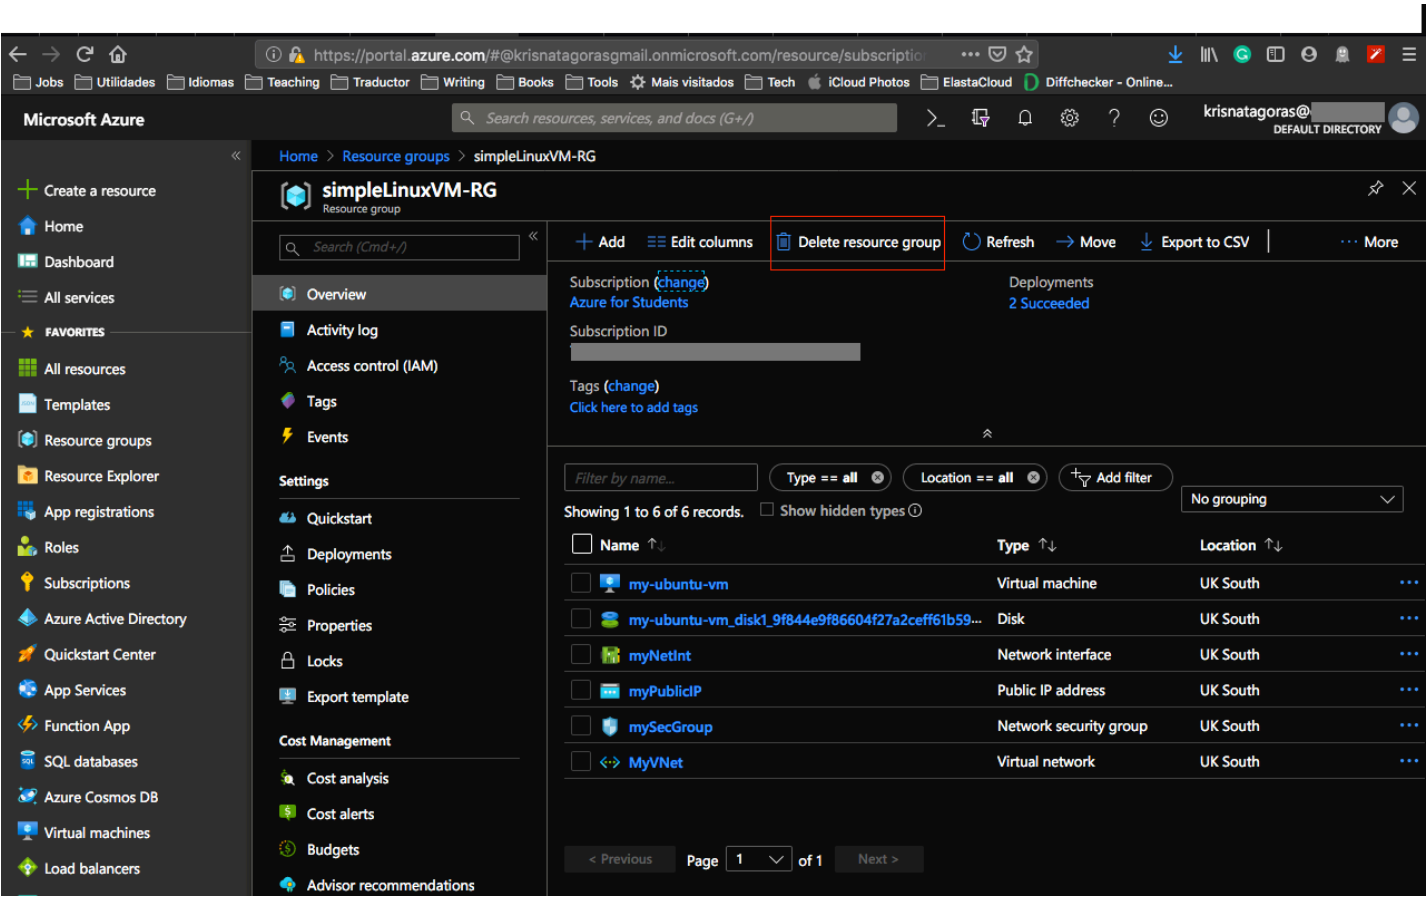 https://portal.azure.com/#@krisnatagorasgmail.onmicrosoft.com/resource/subscriptio
Jobs Utilidades Idiomas Teaching Traductor Writing Books Tools Mais visitados Tech iCloud Photos ElastaCloud Diffchecker - Online...
Microsoft Azure
Search resources, services, and docs (G+/)
krisnatagoras@
DEFAULT DIRECTORY
Home > Resource groups > simpleLinuxVM-RG
simpleLinuxVM-RG
Resource group
Create a resource
Home
Dashboard
All services
FAVORITES
All resources
Templates
Resource groups
Resource Explorer
App registrations
Roles
Subscriptions
Azure Active Directory
Quickstart Center
App Services
Function App
SQL databases
Azure Cosmos DB
Virtual machines
Load balancers
Search (Cmd+/)
Overview
Activity log
Access control (IAM)
Tags
Events
Settings
Quickstart
Deployments
Policies
Properties
Locks
Export template
Cost Management
Cost analysis
Cost alerts
Budgets
Advisor recommendations
Add Edit columns Delete resource group Refresh Move Export to CSV ... More
Subscription (change)
Azure for Students
Deployments
2 Succeeded
Subscription ID
Tags (change)
Click here to add tags
Filter by name... Type == all Location == all Add filter
No grouping
Showing 1 to 6 of 6 records. Show hidden types
Name Type Location
my-ubuntu-vm Virtual machine UK South ...
my-ubuntu-vm_disk1_9f844e9f86604f27a2ceff61b59... Disk UK South ...
myNetInt Network interface UK South ...
myPublicIP Public IP address UK South ...
mySecGroup Network security group UK South ...
MyVNet Virtual network UK South ...
< Previous Page 1 of 1 Next >